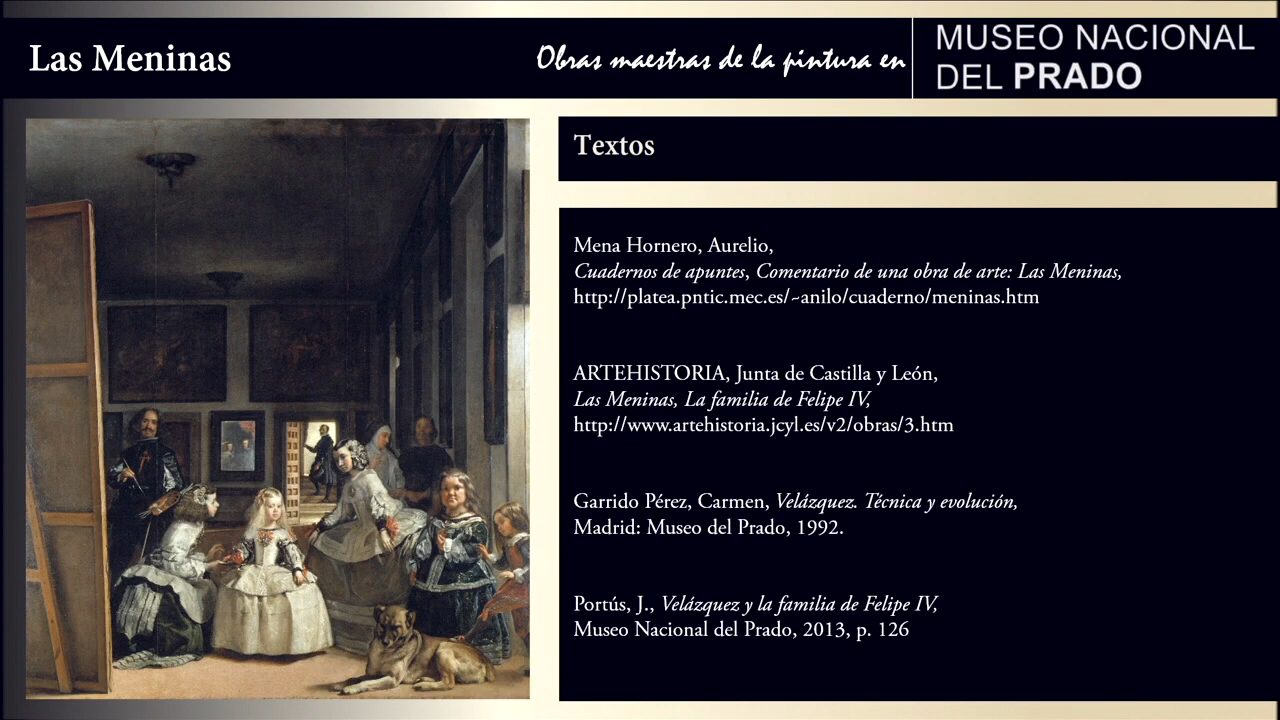 Las Meninas
Obras maestras de la pintura en
MUSEO NACIONAL
DEL PRADO
Textos
Mena Hornero, Aurelio,
Cuadernos de apuntes, Comentario de una obra de arte: Las Meninas,
http://platea.pntic.mec.es/~anilo/cuaderno/meninas.htm
ARTEHISTORIA, Junta de Castilla y León,
Las Meninas, La familia de Felipe IV,
http://www.artehistoria.jcyl.es/v2/obras/3.htm
Garrido Pérez, Carmen, Velázquez. Técnica y evolución,
Madrid: Museo del Prado, 1992.
Portús, J., Velázquez y la familia de Felipe IV,
Museo Nacional del Prado, 2013, p. 126